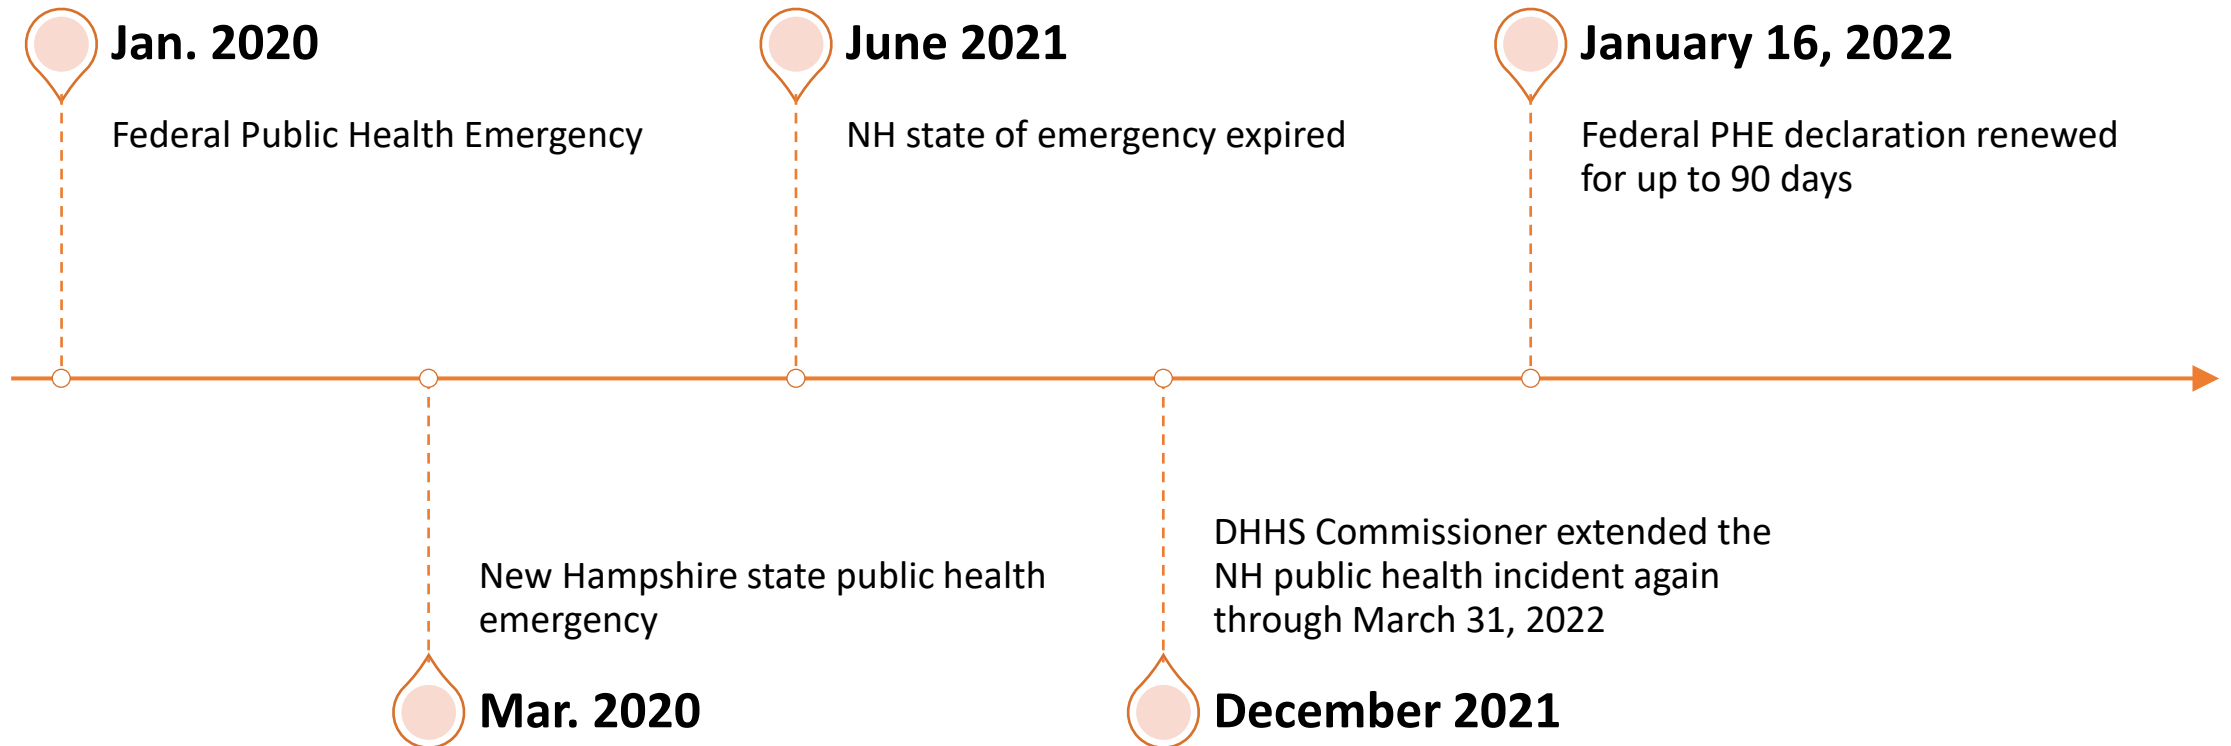 Jan. 2020
Federal Public Health Emergency
New Hampshire state public health
emergency
Mar. 2020
June 2021
NH state of emergency expired
DHHS Commissioner extended the
NH public health incident again
through March 31, 2022
December 2021
January 16, 2022
Federal PHE declaration renewed
for up to 90 days